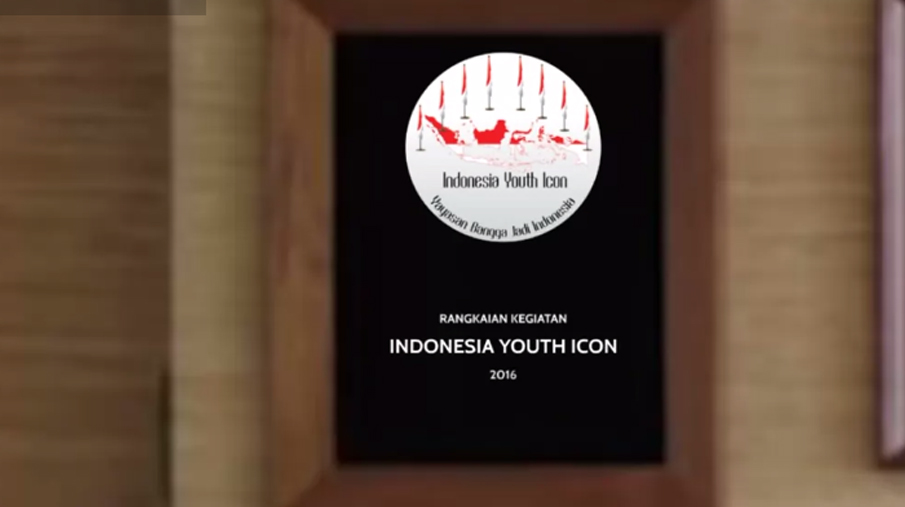 Indonesia Youth Icon
Yayasan Bangga Jadi Indonesia
RANGKAIAN KEGIATAN
INDONESIA YOUTH ICON
2016